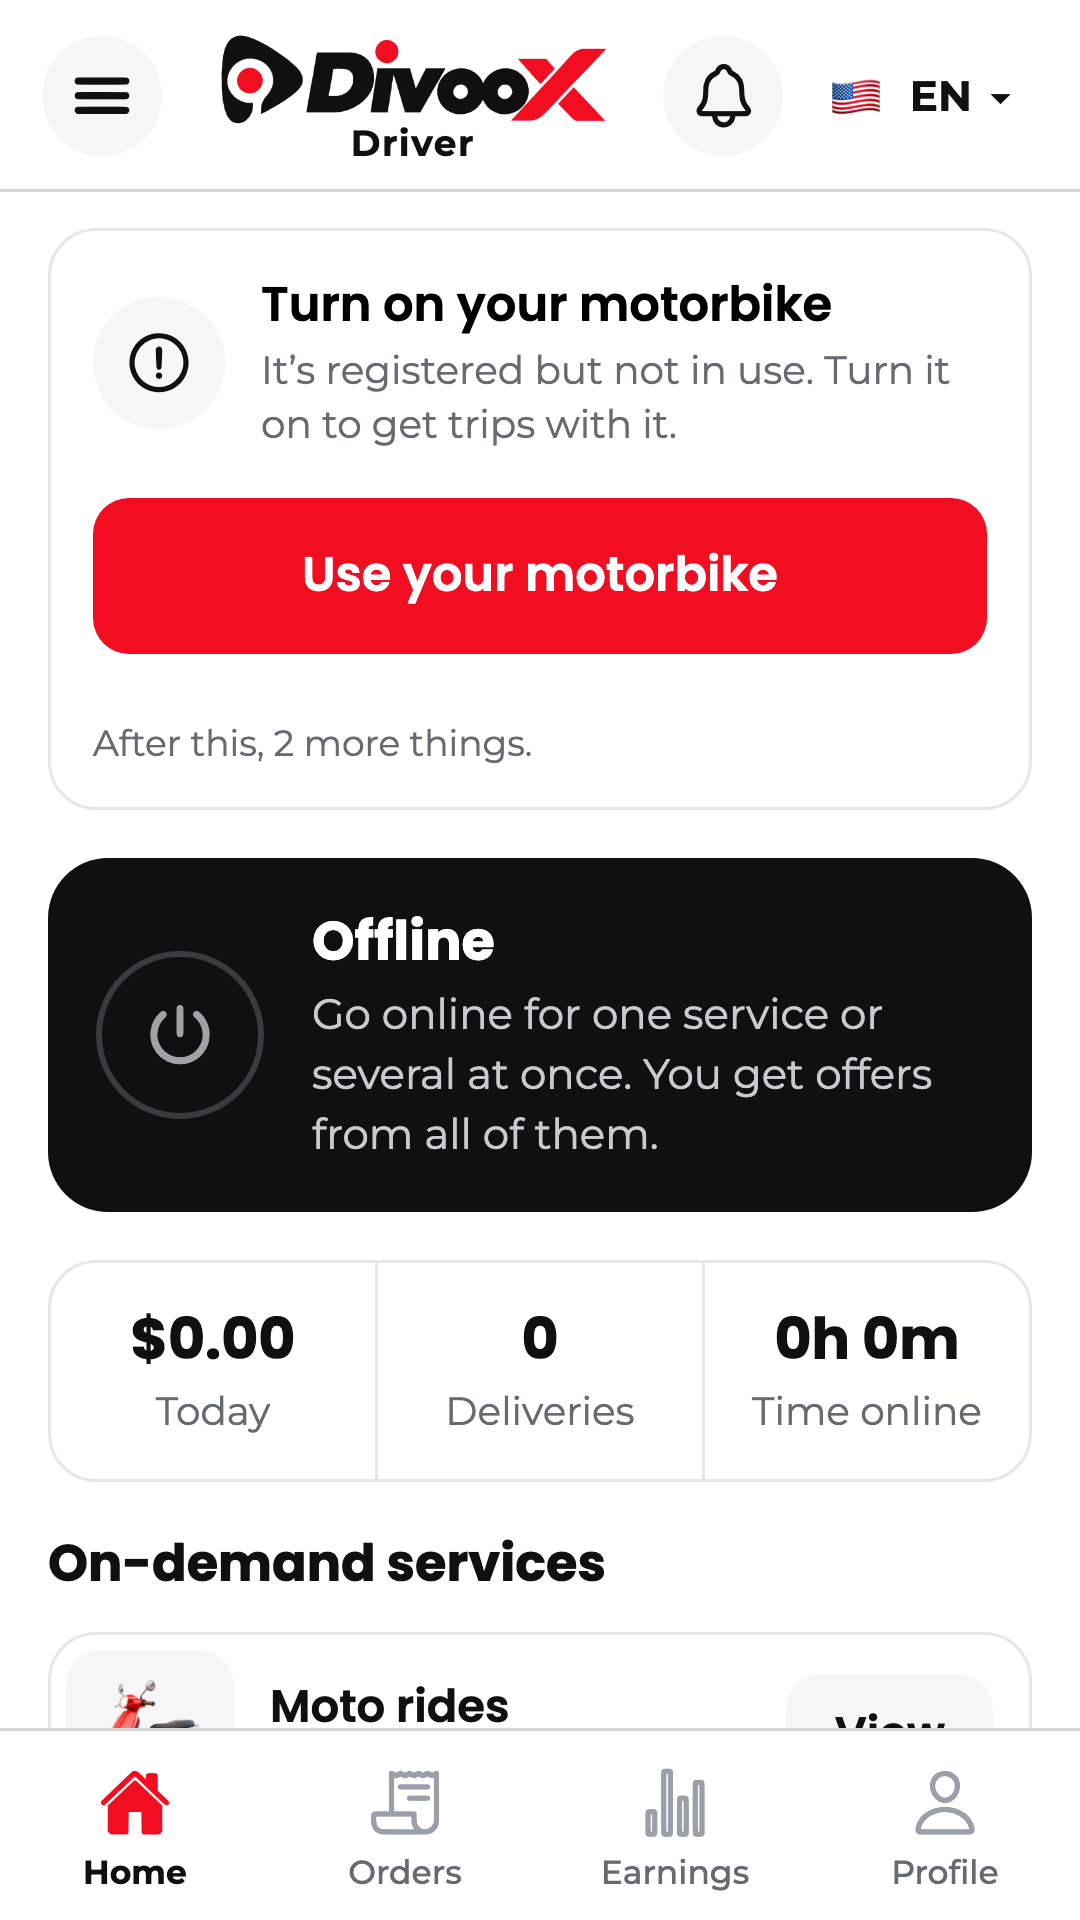 DivooX
Driver
EN
Turn on your motorbike
It’s registered but not in use. Turn it
on to get trips with it.
Use your motorbike
After this, 2 more things.
Offline
Go online for one service or
several at once. You get offers
from all of them.
$0.00
Today
0
Deliveries
0h 0m
Time online
On-demand services
Moto rides
View
Home
Orders
Earnings
Profile